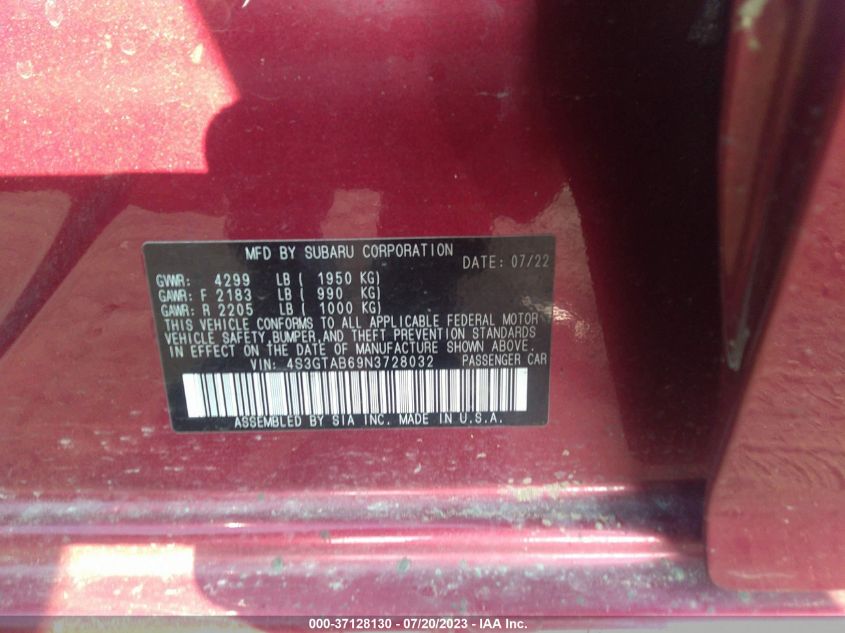 MFD BY SUBARU CORPORATION
DATE: 07/22
GVWR: 4299 LB ( 1950 KG)
GAWR: F 2183 LB ( 990 KG)
GAWR: R 2205 LB ( 1000 KG)
THIS VEHICLE CONFORMS TO ALL APPLICABLE FEDERAL MOTOR
VEHICLE SAFETY,BUMPER,AND THEFT PREVENTION STANDARDS
IN EFFECT ON THE DATE OF MANUFACTURE SHOWN ABOVE.
VIN: 4S3GTAB69N3728032 PASSENGER CAR
ASSEMBLED BY SIA INC. MADE IN U.S.A.
000-37128130 - 07/20/2023 - IAA Inc.